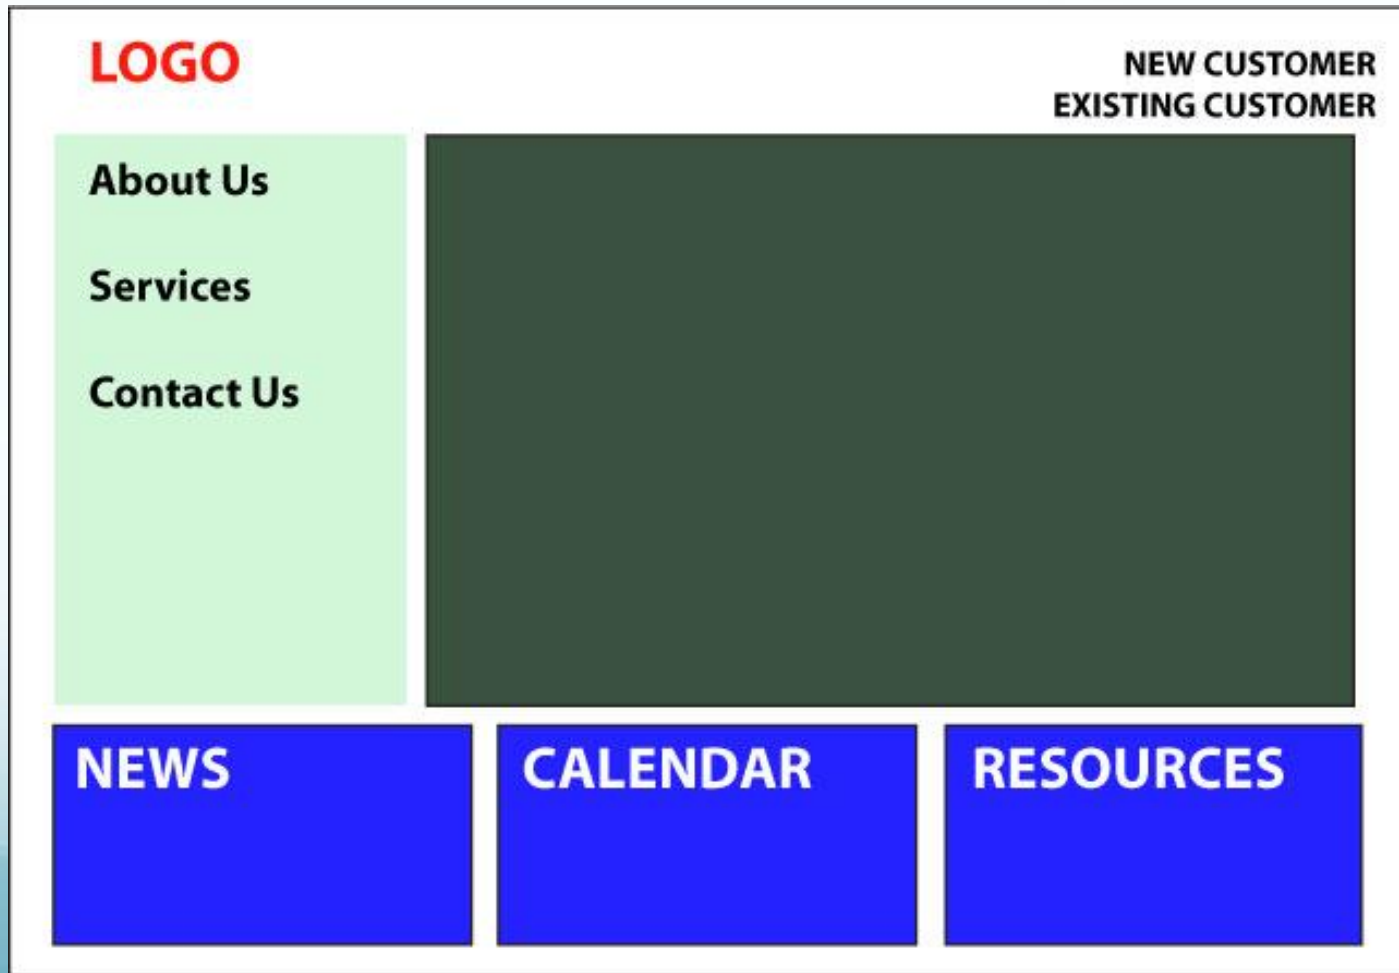 LOGO
NEW CUSTOMER
EXISTING CUSTOMER
About Us
Services
Contact Us
NEWS
CALENDAR
RESOURCES